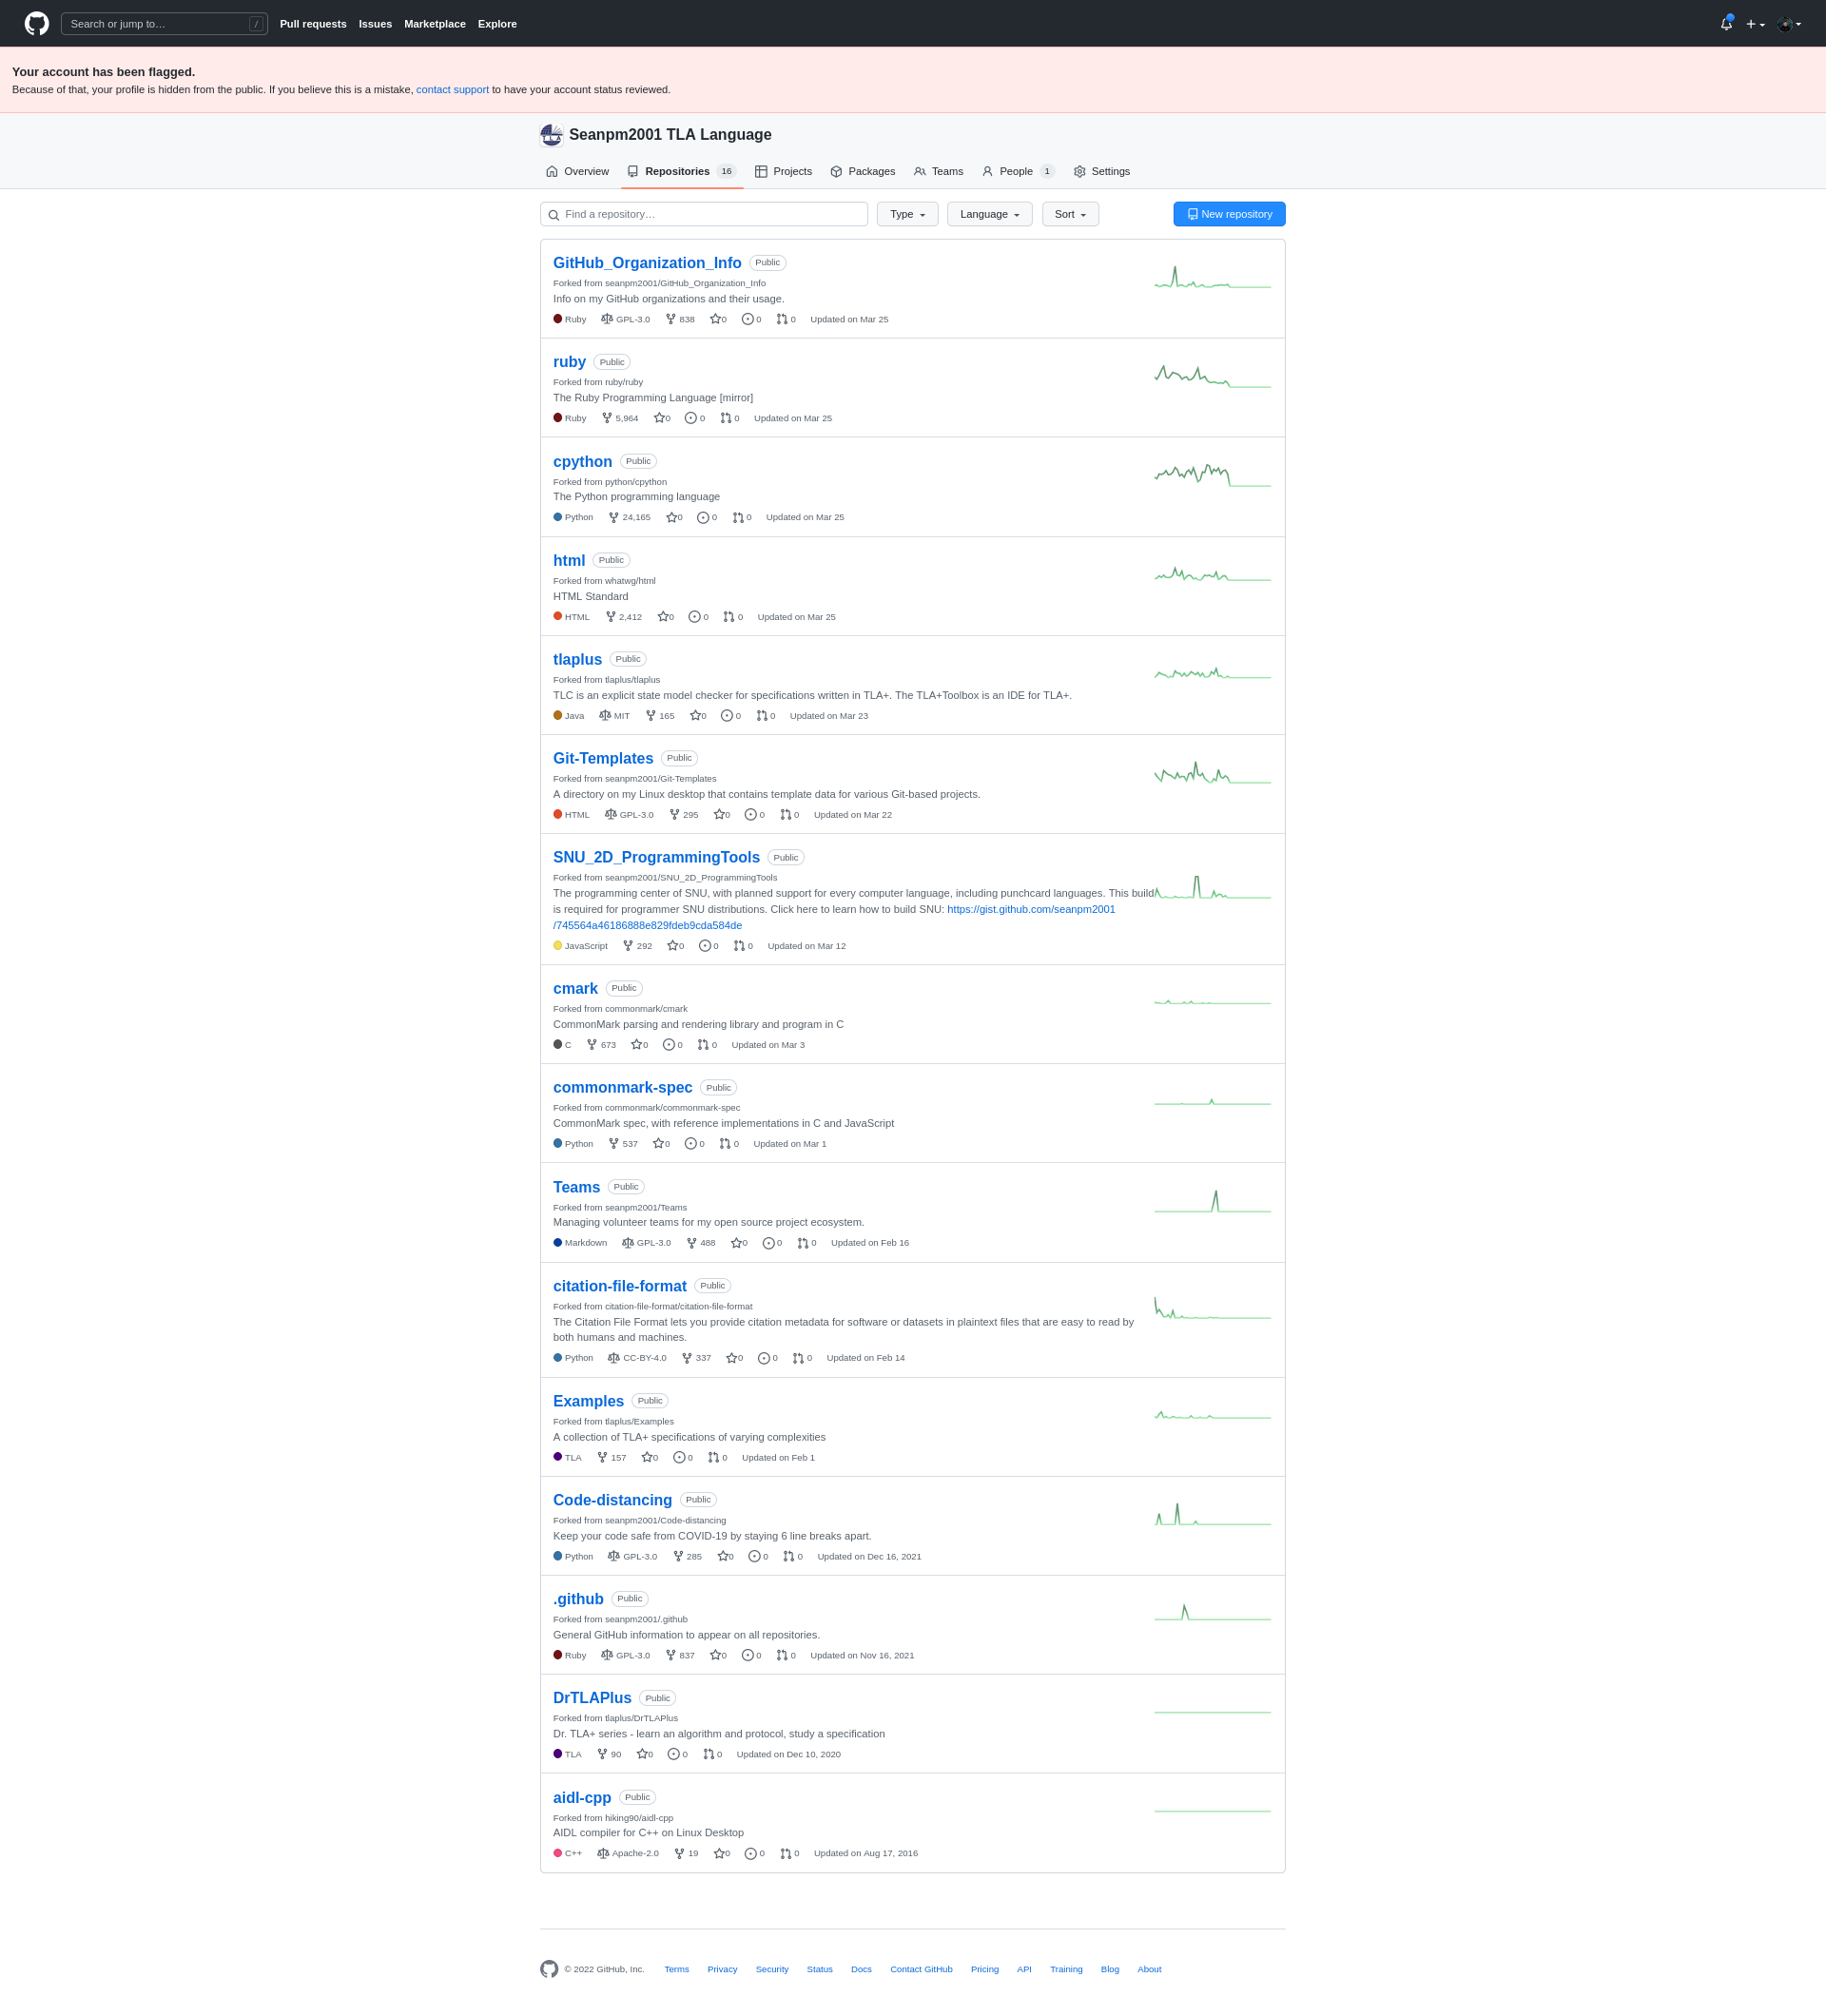 Search or jump to… /
Pull requests Issues Marketplace Explore
Your account has been flagged.
Because of that, your profile is hidden from the public. If you believe this is a mistake, contact support to have your account status reviewed.
TLA Seanpm2001 TLA Language
Overview Repositories 16 Projects Packages Teams People 1 Settings
Find a repository… Type Language Sort New repository
GitHub_Organization_Info Public
Forked from seanpm2001/GitHub_Organization_Info
Info on my GitHub organizations and their usage.
Ruby GPL-3.0 838 0 0 0 Updated on Mar 25
ruby Public
Forked from ruby/ruby
The Ruby Programming Language [mirror]
Ruby 5,964 0 0 0 Updated on Mar 25
cpython Public
Forked from python/cpython
The Python programming language
Python 24,165 0 0 0 Updated on Mar 25
html Public
Forked from whatwg/html
HTML Standard
HTML 2,412 0 0 0 Updated on Mar 25
tlaplus Public
Forked from tlaplus/tlaplus
TLC is an explicit state model checker for specifications written in TLA+. The TLA+Toolbox is an IDE for TLA+.
Java MIT 165 0 0 0 Updated on Mar 23
Git-Templates Public
Forked from seanpm2001/Git-Templates
A directory on my Linux desktop that contains template data for various Git-based projects.
HTML GPL-3.0 295 0 0 0 Updated on Mar 22
SNU_2D_ProgrammingTools Public
Forked from seanpm2001/SNU_2D_ProgrammingTools
The programming center of SNU, with planned support for every computer language, including punchcard languages. This build
is required for programmer SNU distributions. Click here to learn how to build SNU: https://gist.github.com/seanpm2001
/745564a46186888e829fdeb9cda584de
JavaScript 292 0 0 0 Updated on Mar 12
cmark Public
Forked from commonmark/cmark
CommonMark parsing and rendering library and program in C
C 673 0 0 0 Updated on Mar 3
commonmark-spec Public
Forked from commonmark/commonmark-spec
CommonMark spec, with reference implementations in C and JavaScript
Python 537 0 0 0 Updated on Mar 1
Teams Public
Forked from seanpm2001/Teams
Managing volunteer teams for my open source project ecosystem.
Markdown GPL-3.0 488 0 0 0 Updated on Feb 16
citation-file-format Public
Forked from citation-file-format/citation-file-format
The Citation File Format lets you provide citation metadata for software or datasets in plaintext files that are easy to read by
both humans and machines.
Python CC-BY-4.0 337 0 0 0 Updated on Feb 14
Examples Public
Forked from tlaplus/Examples
A collection of TLA+ specifications of varying complexities
TLA 157 0 0 0 Updated on Feb 1
Code-distancing Public
Forked from seanpm2001/Code-distancing
Keep your code safe from COVID-19 by staying 6 line breaks apart.
Python GPL-3.0 285 0 0 0 Updated on Dec 16, 2021
.github Public
Forked from seanpm2001/.github
General GitHub information to appear on all repositories.
Ruby GPL-3.0 837 0 0 0 Updated on Nov 16, 2021
DrTLAPlus Public
Forked from tlaplus/DrTLAPlus
Dr. TLA+ series - learn an algorithm and protocol, study a specification
TLA 90 0 0 0 Updated on Dec 10, 2020
aidl-cpp Public
Forked from hiking90/aidl-cpp
AIDL compiler for C++ on Linux Desktop
C++ Apache-2.0 19 0 0 0 Updated on Aug 17, 2016
© 2022 GitHub, Inc. Terms Privacy Security Status Docs Contact GitHub Pricing API Training Blog About